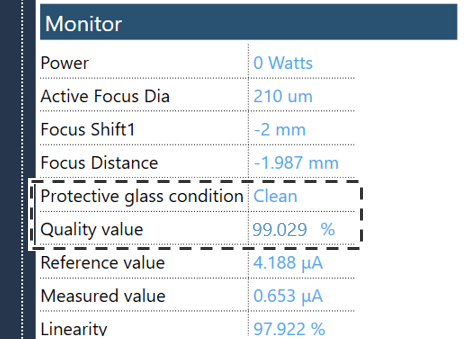 Monitor
Power 0 Watts
Active Focus Dia 210 um
Focus Shift1 -2 mm
Focus Distance -1.987 mm
Protective glass condition Clean
Quality value 99.029 %
Reference value 4.188 µA
Measured value 0.653 µA
Linearity 97.922 %